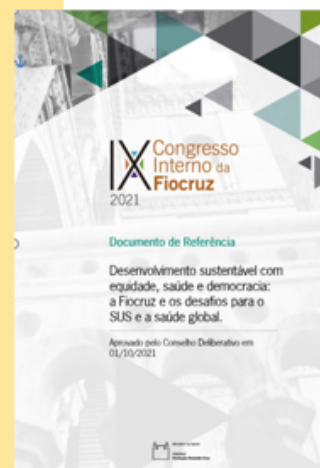 IX Congresso
Interno da
Fiocruz
2021
Documento de Referência
Desenvolvimento sustentável com
equidade, saúde e democracia:
a Fiocruz e os desafios para o
SUS e a saúde global.
Aprovado pelo Conselho Deliberativo em
01/10/2021